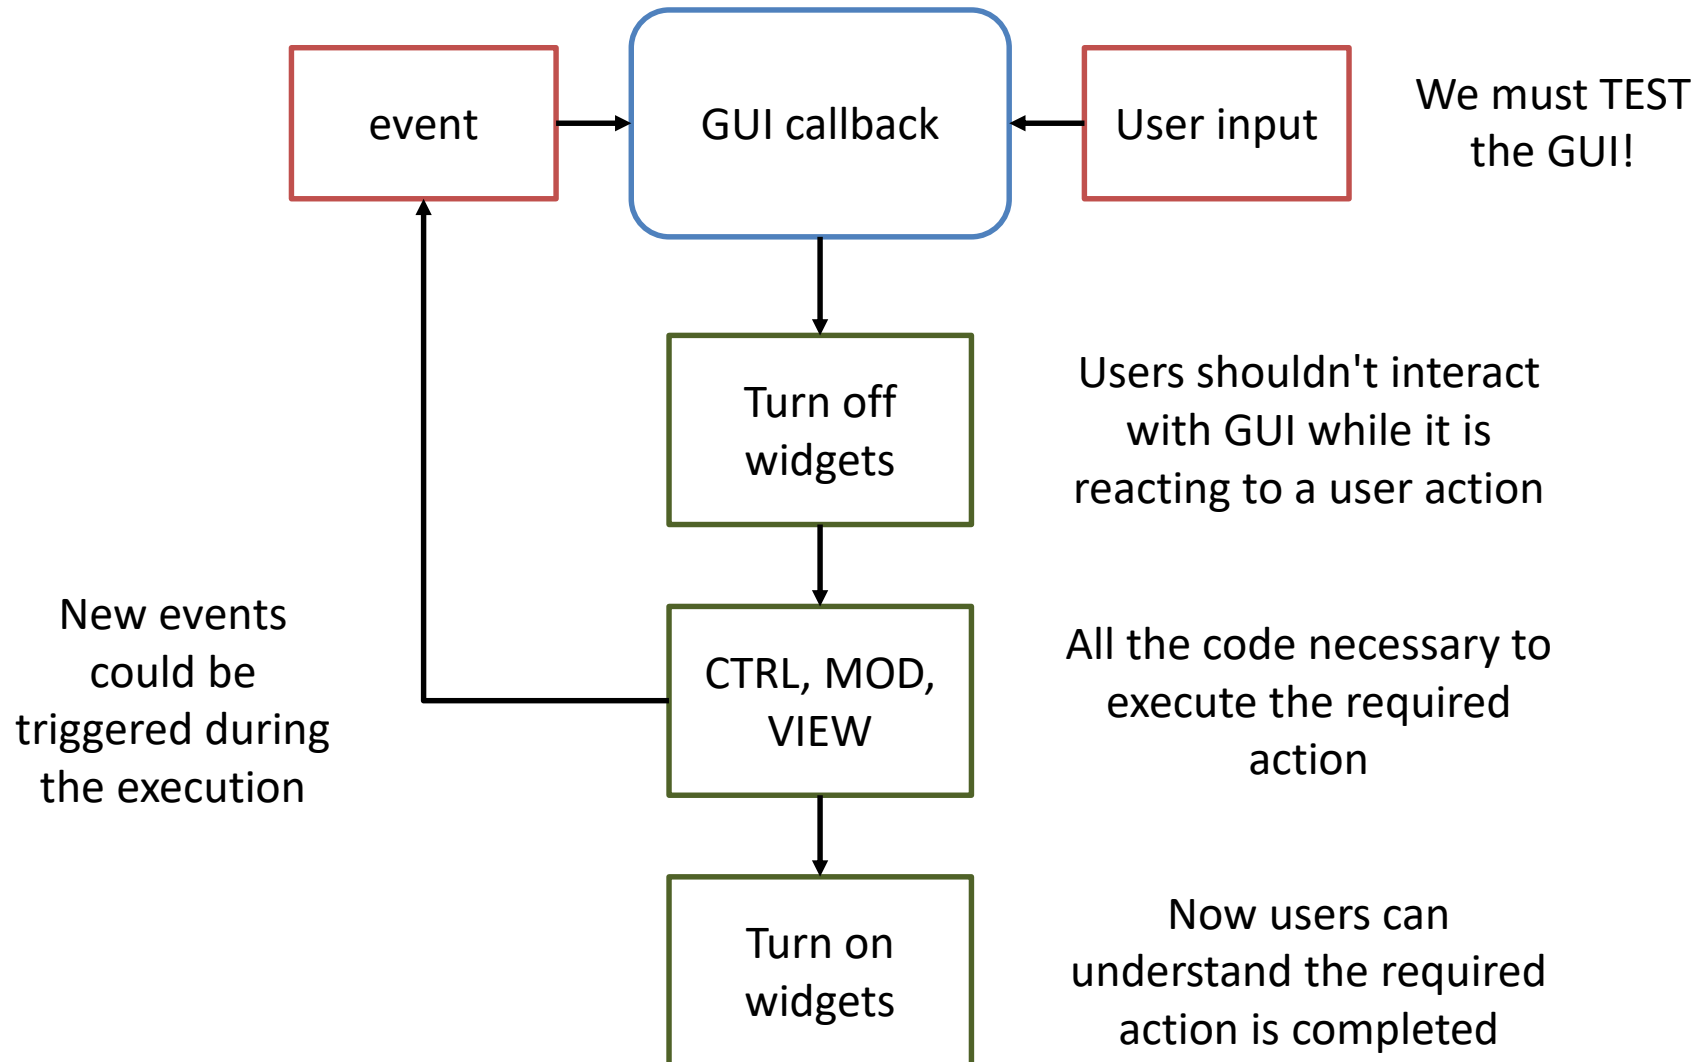 event
GUI callback
User input
We must TEST
the GUI!
Turn off
widgets
Users shouldn't interact
with GUI while it is
reacting to a user action
New events
could be
triggered during
the execution
CTRL, MOD,
VIEW
All the code necessary to
execute the required
action
Turn on
widgets
Now users can
understand the required
action is completed